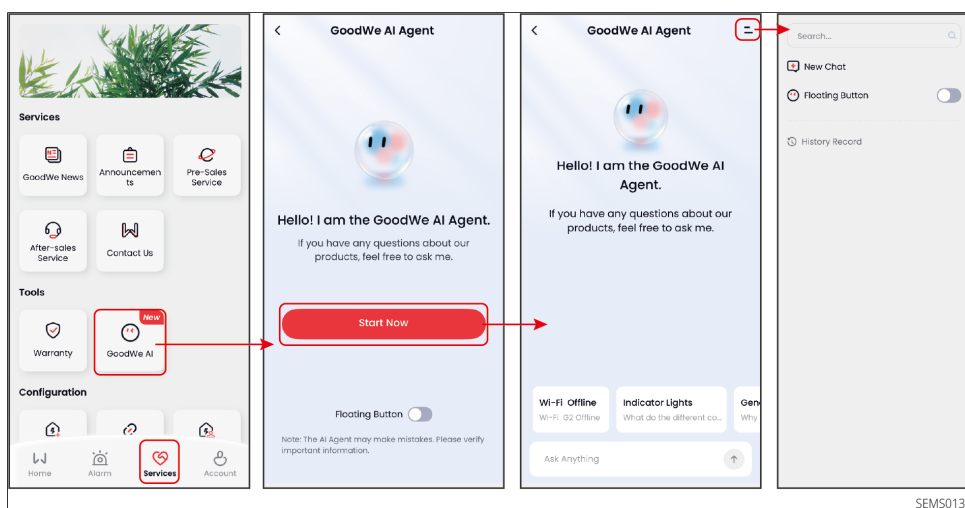 Services
GoodWe News
Announcemen
ts
Pre-Sales
Service
After-sales
Service
Contact Us
Tools
Warranty
New
GoodWe AI
Configuration
Home
Alarm
Services
Account
GoodWe AI Agent
Hello! I am the GoodWe AI Agent.
If you have any questions about our
products, feel free to ask me.
Start Now
Floating Button
Note: The AI Agent may make mistakes. Please verify
important information.
GoodWe AI Agent
Hello! I am the GoodWe AI
Agent.
If you have any questions about our
products, feel free to ask me.
Wi-Fi Offline
Wi-Fi G2 Offline
Indicator Lights
What do the different co...
Gen
Why
Ask Anything
Search...
New Chat
Floating Button
History Record
SEMS013